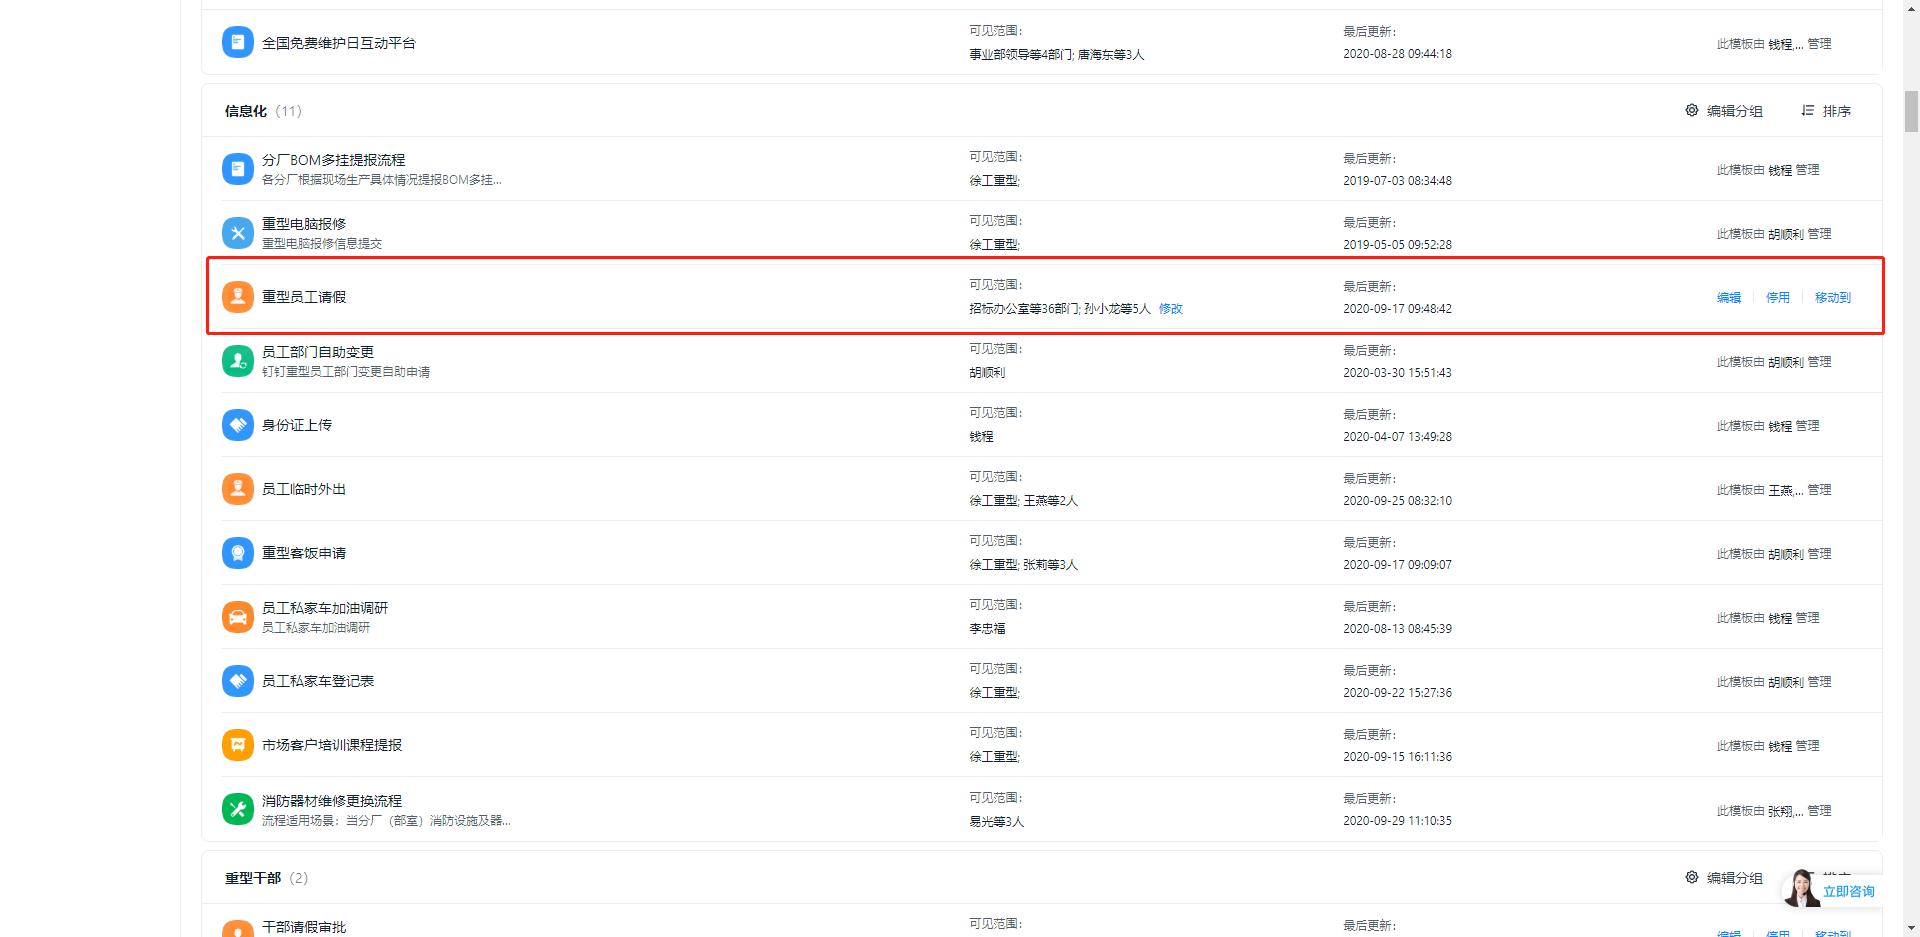 全国免费维护日互动平台
可见范围：
事业部领导等4部门; 唐海东等3人
最后更新：
2020-08-28 09:44:18
此模板由 钱程,... 管理
信息化（11）
编辑分组
排序
分厂BOM多挂提报流程
各分厂根据现场生产具体情况提报BOM多挂...
可见范围：
徐工重型;
最后更新：
2019-07-03 08:34:48
此模板由 钱程 管理
重型电脑报修
重型电脑报修信息提交
可见范围：
徐工重型;
最后更新：
2019-05-05 09:52:28
此模板由 胡顺利 管理
重型员工请假
可见范围：
招标办公室等36部门; 孙小龙等5人 修改
最后更新：
2020-09-17 09:48:42
编辑 停用 移动到
员工部门自助变更
钉钉重型员工部门变更自助申请
可见范围：
胡顺利
最后更新：
2020-03-30 15:51:43
此模板由 胡顺利 管理
身份证上传
可见范围：
钱程
最后更新：
2020-04-07 13:49:28
此模板由 钱程 管理
员工临时外出
可见范围：
徐工重型; 王燕等2人
最后更新：
2020-09-25 08:32:10
此模板由 王燕,... 管理
重型客饭申请
可见范围：
徐工重型; 张莉等3人
最后更新：
2020-09-17 09:09:07
此模板由 胡顺利 管理
员工私家车加油调研
员工私家车加油调研
可见范围：
李忠福
最后更新：
2020-08-13 08:45:39
此模板由 钱程 管理
员工私家车登记表
可见范围：
徐工重型;
最后更新：
2020-09-22 15:27:36
此模板由 胡顺利 管理
市场客户培训课程提报
可见范围：
徐工重型;
最后更新：
2020-09-15 16:11:36
此模板由 钱程 管理
消防器材维修更换流程
流程适用场景：当分厂（部室）消防设施及器...
可见范围：
易光等3人
最后更新：
2020-09-29 11:10:35
此模板由 张翔,... 管理
重型干部（2）
编辑分组
立即咨询
干部请假审批
可见范围：
最后更新：
编辑 停用 移动到